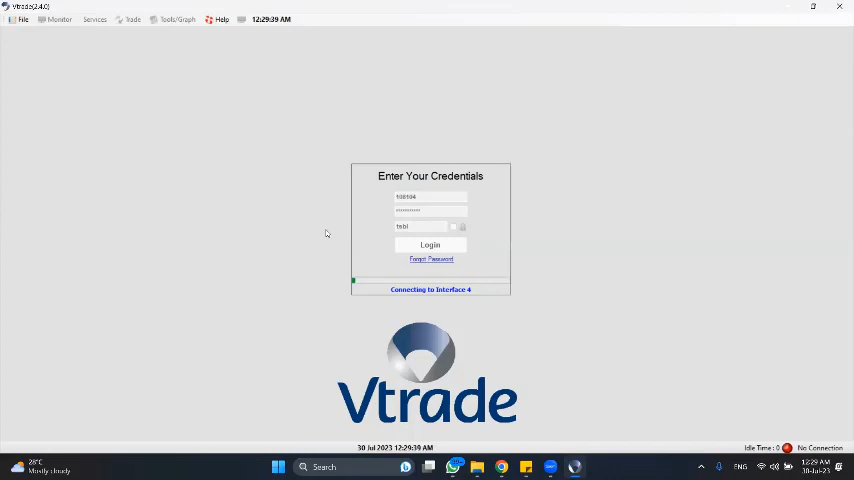 Vtrade(2.4.0)
File Monitor Services Trade Tools/Graph Help 12:29:39 AM
Enter Your Credentials
108104
***********
tsbl
Login
Forgot Password
Connecting to Interface 4
Vtrade
30 Jul 2023 12:29:39 AM
Idle Time : 0 No Connection
28°C
Mostly cloudy
Search
ENG
12:29 AM
30-Jul-23